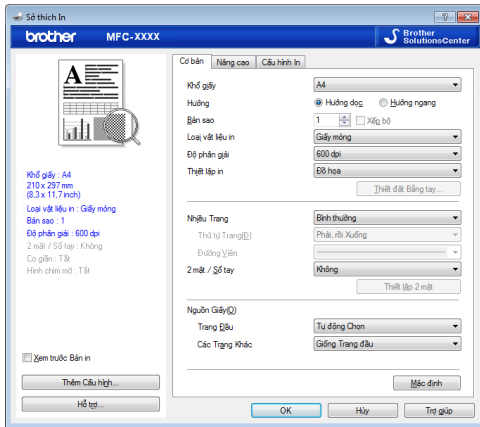 Sở thích In
brother MFC-XXXX Brother SolutionsCenter
Cơ bản Nâng cao Cấu hình In
Khổ giấy A4
Hướng Hướng dọc Hướng ngang
Bản sao 1 Xếp bộ
Loại vật liệu in Giấy mỏng
Độ phân giải 600 dpi
Thiết lập in Đồ họa
Thiết đặt Bằng tay...
Khổ giấy : A4
210 x 297 mm
(8.3 x 11,7 inch)
Loại vật liệu in : Giấy mỏng
Bản sao : 1
Độ phân giải : 600 dpi
2 mặt / Sổ tay : Không
Co giãn : Tắt
Hình chìm mờ : Tắt
Nhiều Trang Bình thường
Thứ tự Trang(Đ) Phải, rồi Xuống
Đường Viền
2 mặt / Sổ tay Không
Thiết lập 2 mặt
Nguồn Giấy(O)
Trang Đầu Tự động Chọn
Các Trang Khác Giống Trang đầu
Xem trước Bản in
Thêm Cấu hình...
Hỗ trợ...
Mặc định
OK Hủy Trợ giúp